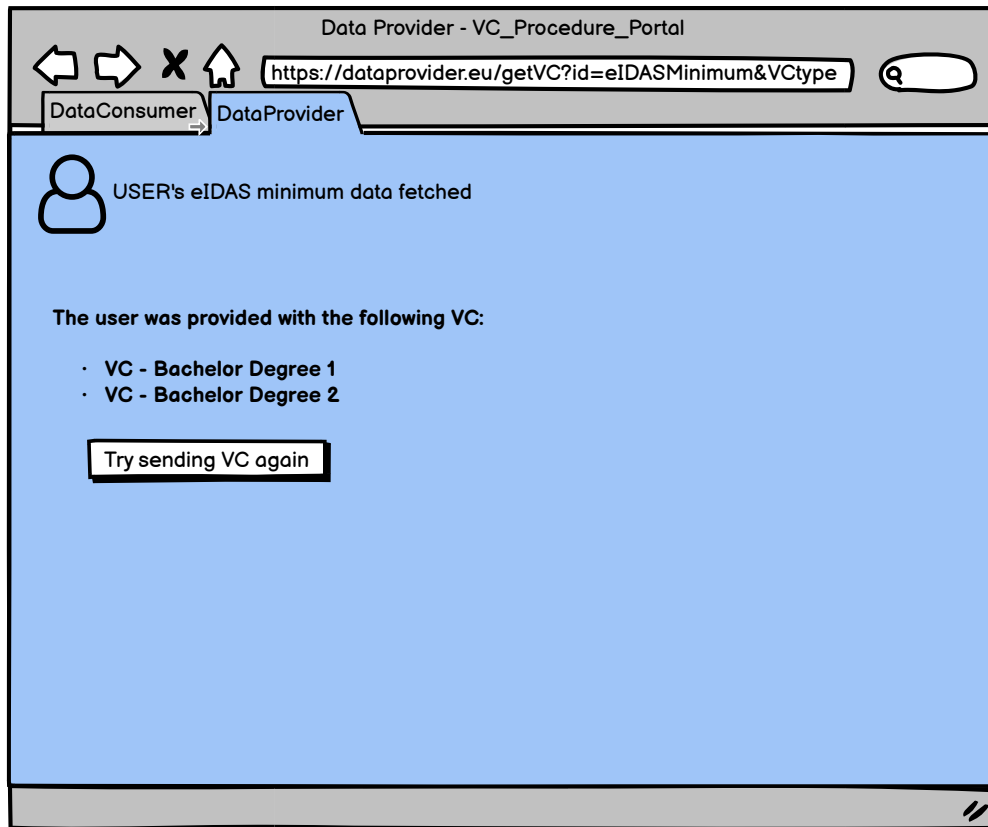 Data Provider - VC_Procedure_Portal
https://dataprovider.eu/getVC?id=eIDASMinimum&VCtype
DataConsumer
DataProvider
USER's eIDAS minimum data fetched
The user was provided with the following VC:
· VC - Bachelor Degree 1
· VC - Bachelor Degree 2
Try sending VC again